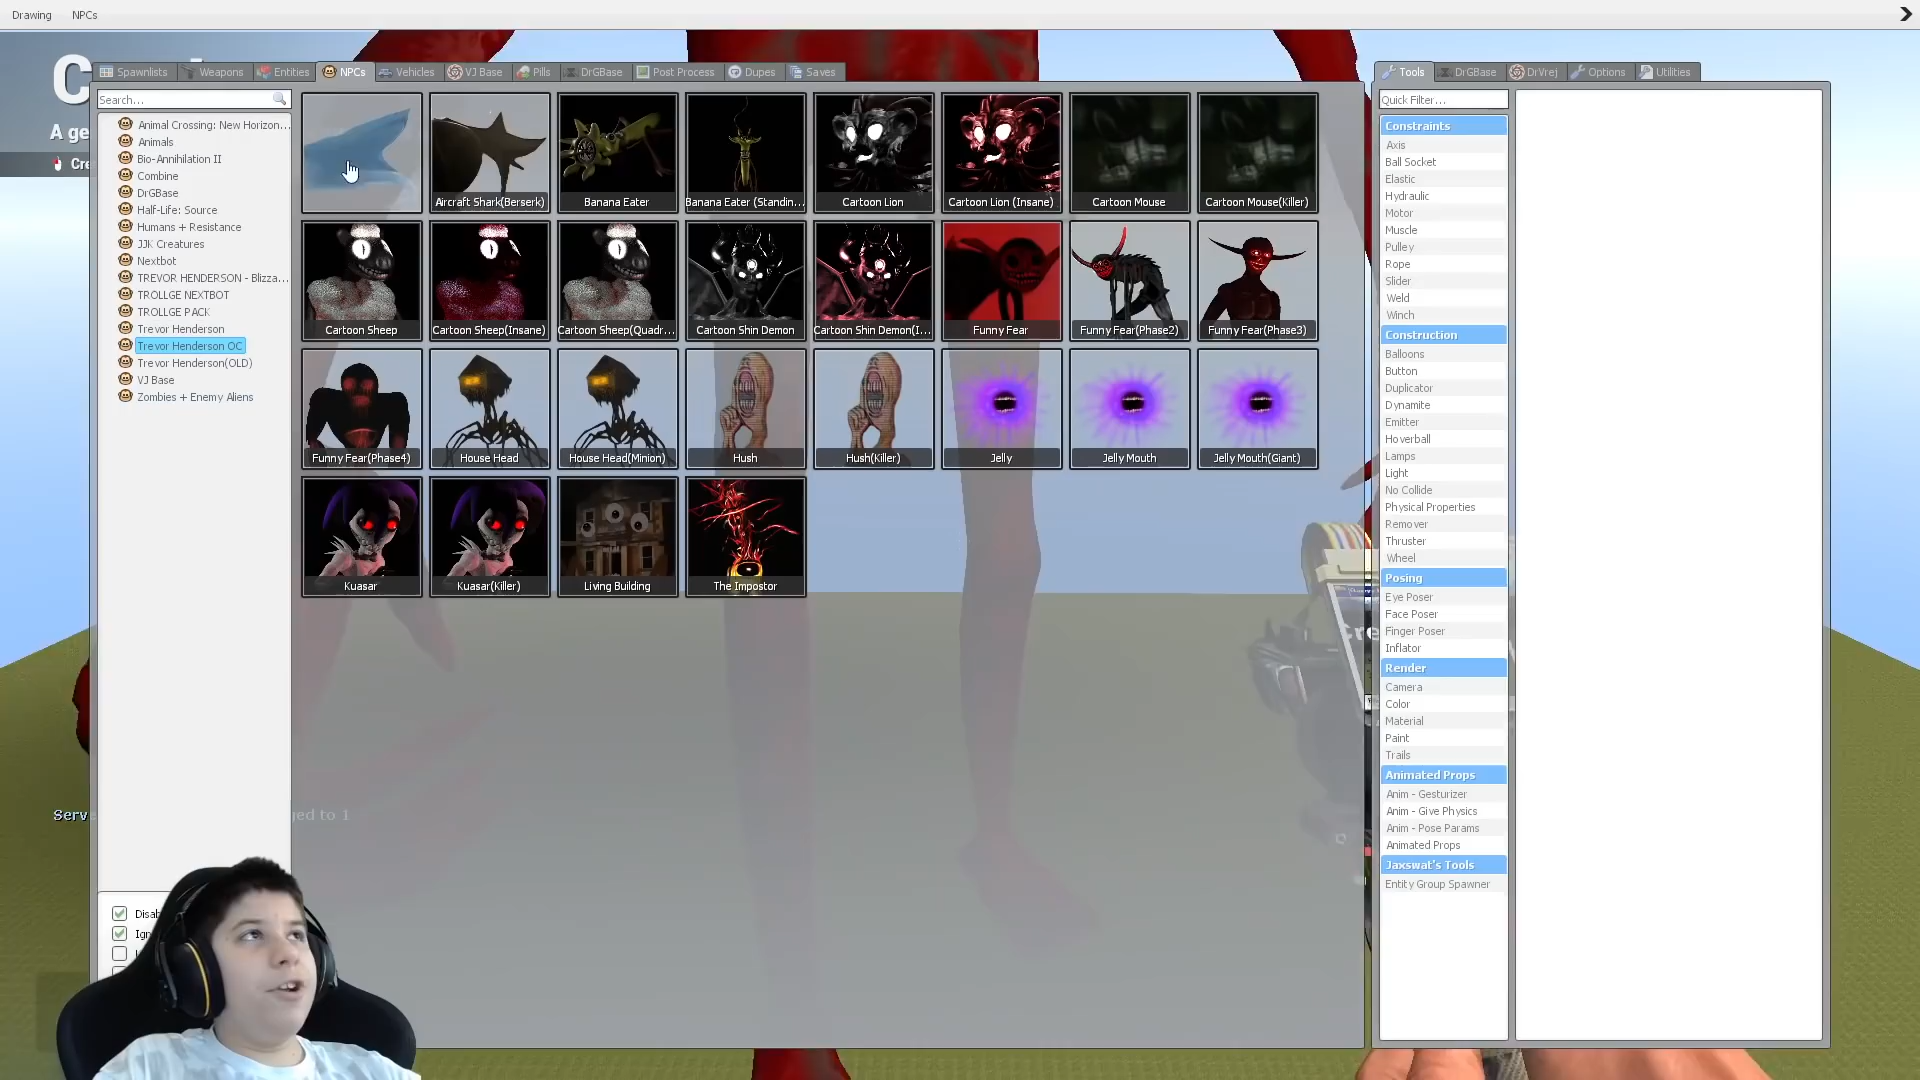 Drawing NPCs
Spawnlists Weapons Entities NPCs Vehicles VJ Base Pills DrGBase Post Process Dupes Saves
Tools DrGBase DrVrej Options Utilities
A ge
Cre
Search...
Animal Crossing: New Horizon...
Animals
Bio-Annihilation II
Combine
DrGBase
Half-Life: Source
Humans + Resistance
JJK Creatures
Nextbot
TREVOR HENDERSON - Blizza...
TROLLGE NEXTBOT
TROLLGE PACK
Trevor Henderson
Trevor Henderson OC
Trevor Henderson(OLD)
VJ Base
Zombies + Enemy Aliens
Aircraft Shark(Berserk) Banana Eater Banana Eater (Standin... Cartoon Lion Cartoon Lion (Insane) Cartoon Mouse Cartoon Mouse(Killer)
Cartoon Sheep Cartoon Sheep(Insane) Cartoon Sheep(Quadr... Cartoon Shin Demon Cartoon Shin Demon(I... Funny Fear Funny Fear(Phase2) Funny Fear(Phase3)
Funny Fear(Phase4) House Head House Head(Minion) Hush Hush(Killer) Jelly Jelly Mouth Jelly Mouth(Giant)
Kuasar Kuasar(Killer) Living Building The Impostor
Serv
ged to 1
Disab
Ign
Quick Filter...
Constraints
Axis
Ball Socket
Elastic
Hydraulic
Motor
Muscle
Pulley
Rope
Slider
Weld
Winch
Construction
Balloons
Button
Duplicator
Dynamite
Emitter
Hoverball
Lamps
Light
No Collide
Physical Properties
Remover
Thruster
Wheel
Posing
Eye Poser
Face Poser
Finger Poser
Inflator
Render
Camera
Color
Material
Paint
Trails
Animated Props
Anim - Gesturizer
Anim - Give Physics
Anim - Pose Params
Animated Props
Jaxswat's Tools
Entity Group Spawner
Cre